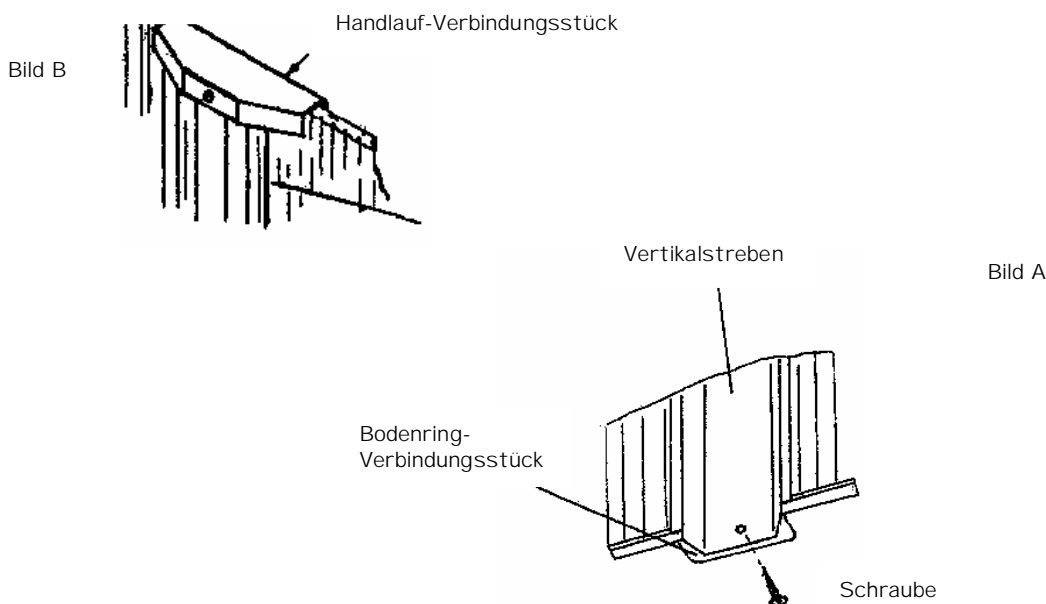 Handlauf-Verbindungsstück
Bild B
Vertikalstreben
Bild A
Bodenring-
Verbindungsstück
Schraube